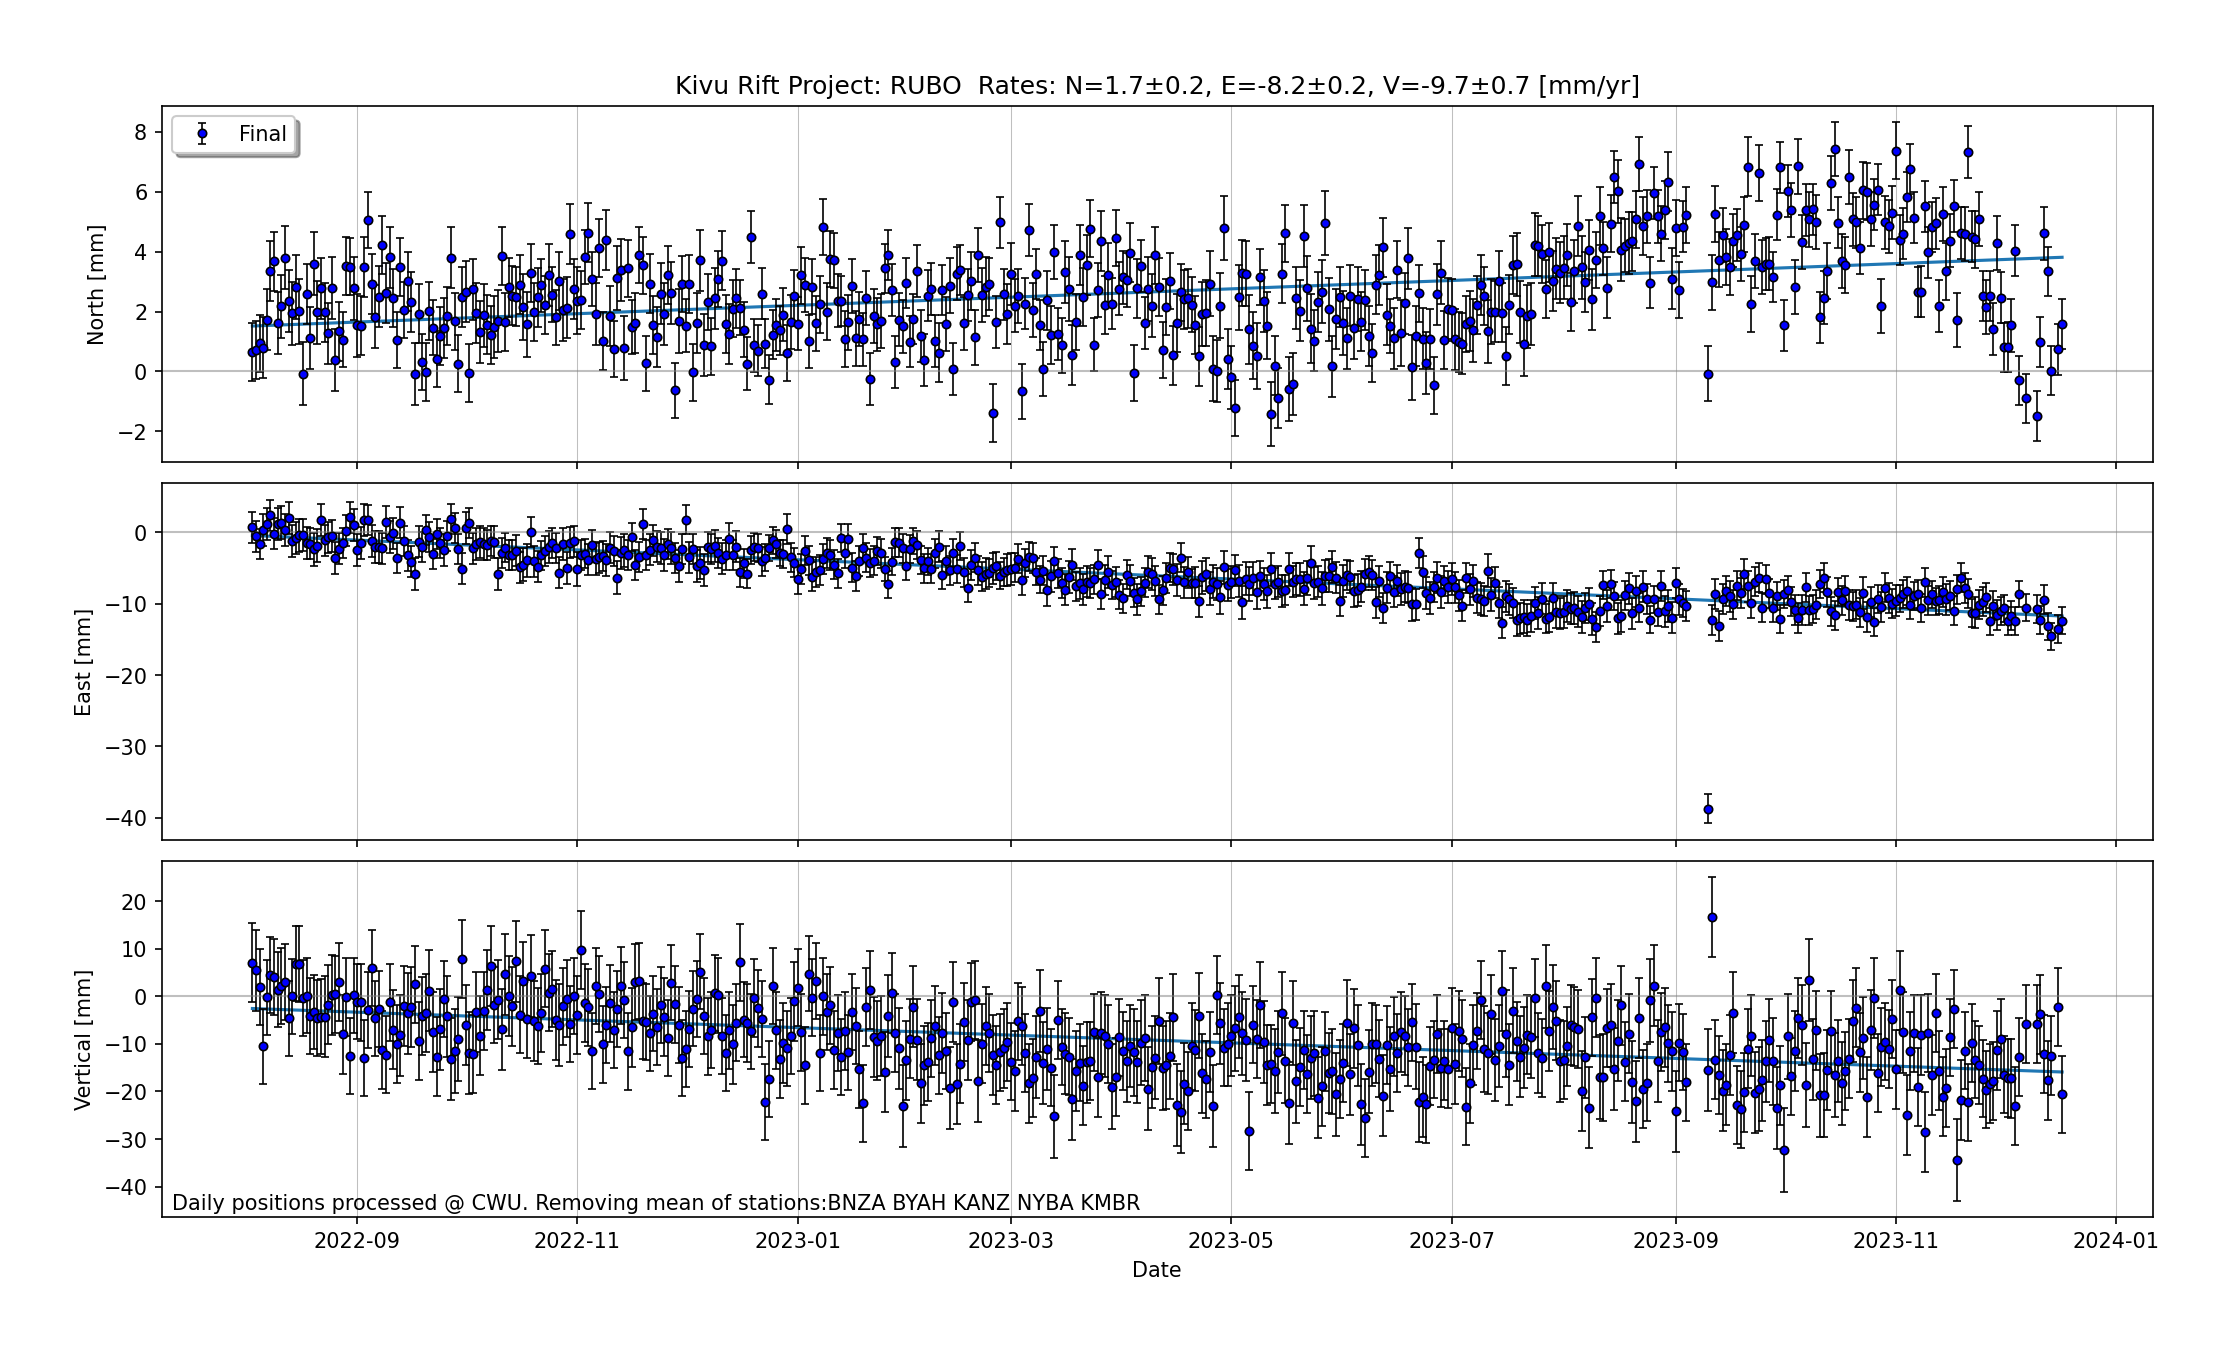 Kivu Rift Project: RUBO  Rates: N=1.7±0.2, E=-8.2±0.2, V=-9.7±0.7 [mm/yr]
Final
North [mm]
8
6
4
2
0
−2
East [mm]
0
−10
−20
−30
−40
Vertical [mm]
20
10
0
−10
−20
−30
−40
Daily positions processed @ CWU. Removing mean of stations:BNZA BYAH KANZ NYBA KMBR
2022-09 2022-11 2023-01 2023-03 2023-05 2023-07 2023-09 2023-11 2024-01
Date